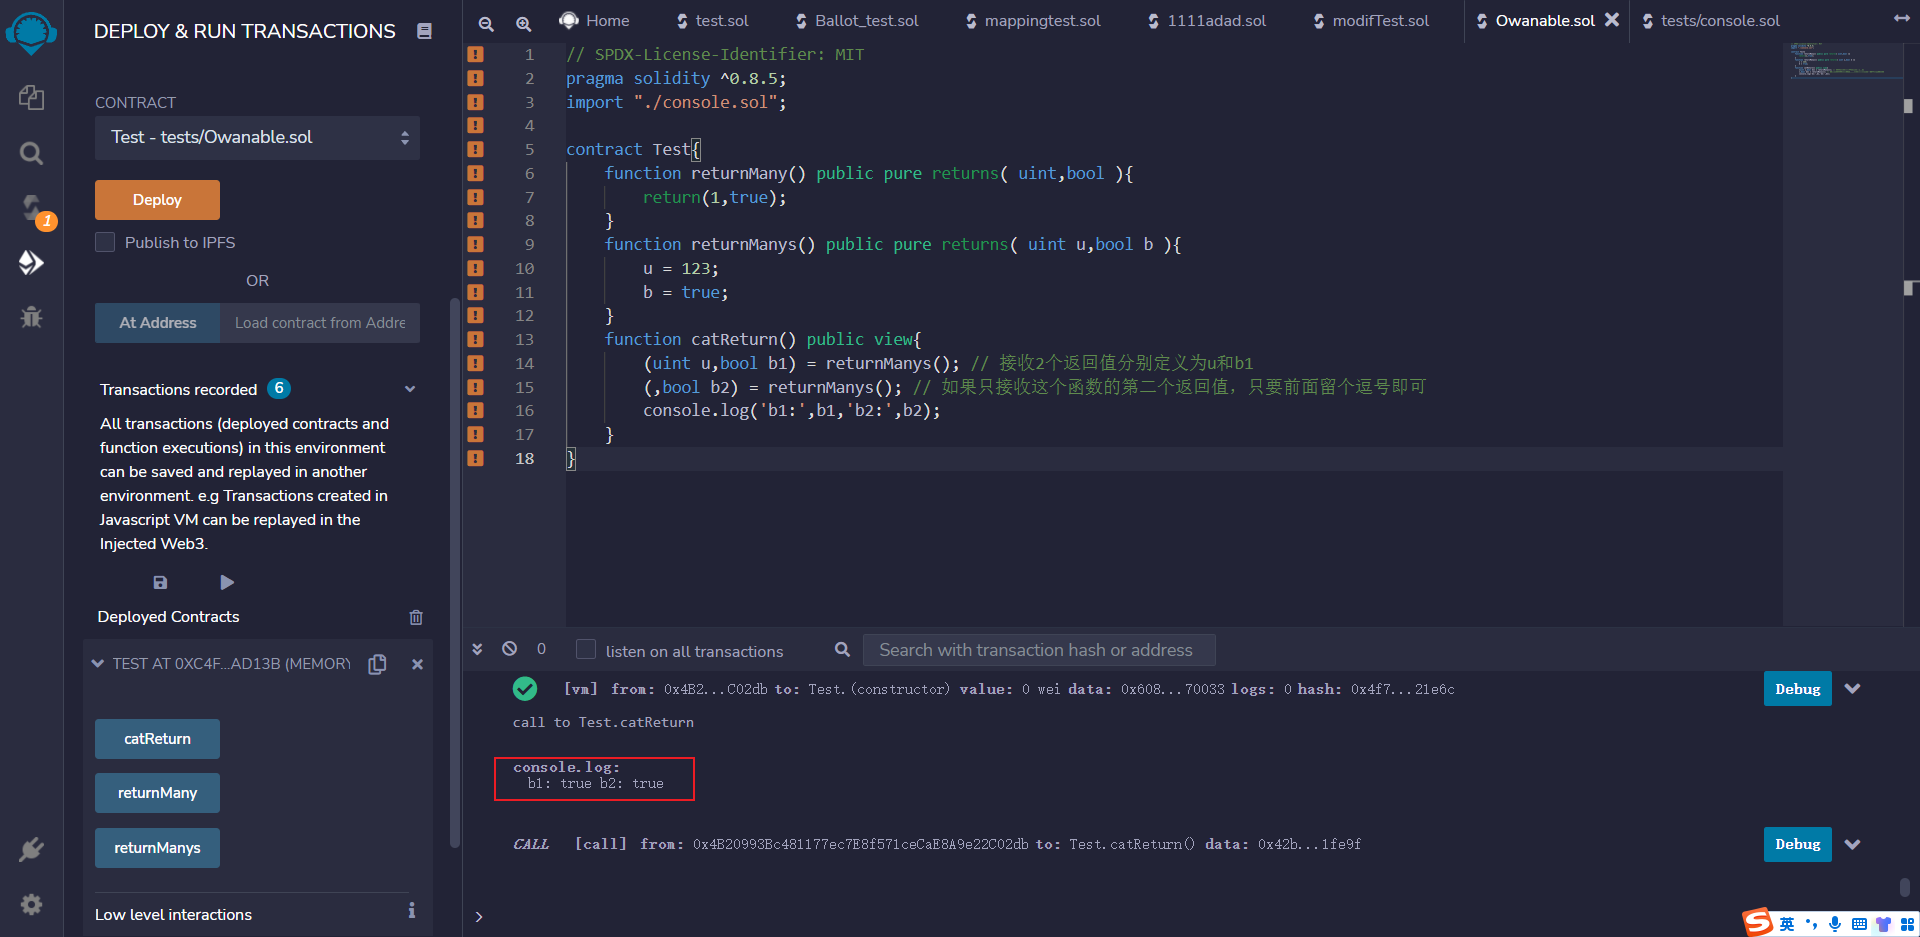 DEPLOY & RUN TRANSACTIONS
CONTRACT
Test - tests/Owanable.sol
Deploy
Publish to IPFS
OR
At Address
Load contract from Addre
Transactions recorded 6
All transactions (deployed contracts and
function executions) in this environment
can be saved and replayed in another
environment. e.g Transactions created in
Javascript VM can be replayed in the
Injected Web3.
Deployed Contracts
TEST AT 0XC4F...AD13B (MEMORY
catReturn
returnMany
returnManys
Low level interactions
1
Home
test.sol
Ballot_test.sol
mappingtest.sol
1111adad.sol
modifTest.sol
Owanable.sol
tests/console.sol
1 // SPDX-License-Identifier: MIT
2 pragma solidity ^0.8.5;
3 import "./console.sol";
4
5 contract Test{
6 function returnMany() public pure returns( uint,bool ){
7 return(1,true);
8 }
9 function returnManys() public pure returns( uint u,bool b ){
10 u = 123;
11 b = true;
12 }
13 function catReturn() public view{
14 (uint u,bool b1) = returnManys(); // 接收2个返回值分别定义为u和b1
15 (,bool b2) = returnManys(); // 如果只接收这个函数的第二个返回值，只要前面留个逗号即可
16 console.log('b1:',b1,'b2:',b2);
17 }
18 }
0
listen on all transactions
Search with transaction hash or address
[vm] from: 0x4B2...C02db to: Test.(constructor) value: 0 wei data: 0x608...70033 logs: 0 hash: 0x4f7...21e6c
Debug
call to Test.catReturn
console.log:
b1: true b2: true
CALL [call] from: 0x4B20993Bc481177ec7E8f571ceCaE8A9e22C02db to: Test.catReturn() data: 0x42b...1fe9f
Debug
>
S 英